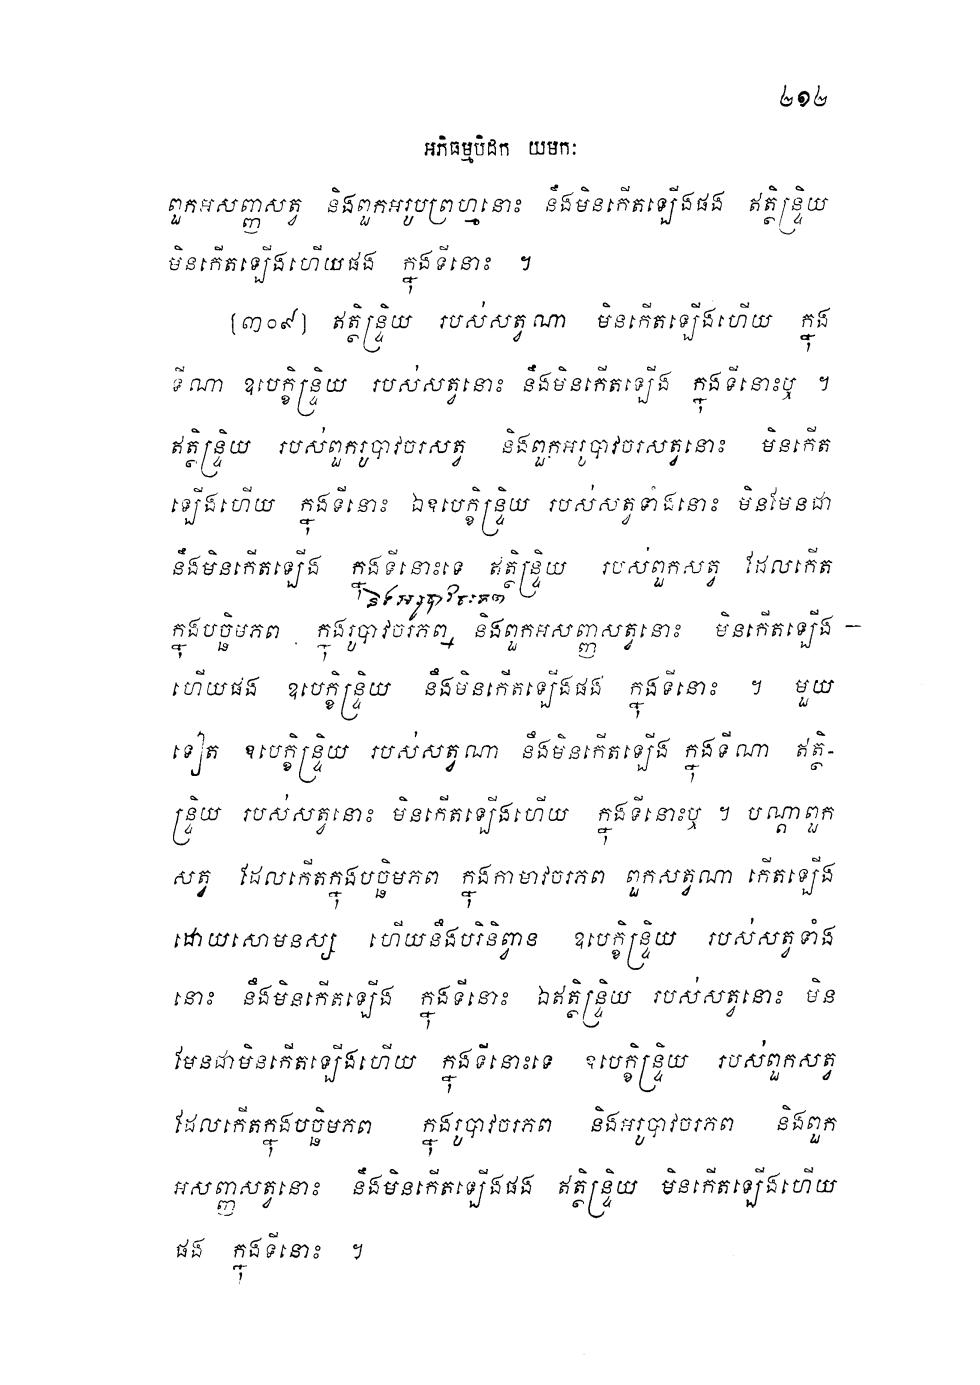 ២១២
អភិធម្មបិដក យមកៈ
ពួកអសញ្ញសត្វ និងពួកអរូបព្រហ្មនោះ នឹងមិនកើតឡើងផង ឥត្ថិន្ទ្រិយ
មិនកើតឡើងហើយផង ក្នុងទីនោះ ។
[៣០៩] ឥត្ថិន្ទ្រិយ របស់សត្វណា មិនកើតឡើងហើយ ក្នុង
ទីណា ឧបេក្ខិន្ទ្រិយ របស់សត្វនោះ នឹងមិនកើតឡើង ក្នុងទីនោះឬ ។
ឥត្ថិន្ទ្រិយ របស់ពួករូបាវចរសត្វ និងពួកអរូបាវចរសត្វនោះ មិនកើត
ឡើងហើយ ក្នុងទីនោះ ឯឧបេក្ខិន្ទ្រិយ របស់សត្វទាំងនោះ មិនមែនជា
នឹងមិនកើតឡើង ក្នុងទីនោះទេ ឥត្ថិន្ទ្រិយ របស់ពួកសត្វ ដែលកើត
និងអរូបាវចរភព
ក្នុងបច្ឆិមភព ក្នុងរូបាវចរភព និងពួកអសញ្ញសត្វនោះ មិនកើតឡើង
ហើយផង ឧបេក្ខិន្ទ្រិយ នឹងមិនកើតឡើងផង ក្នុងទីនោះ ។ មួយ
ទៀត ឧបេក្ខិន្ទ្រិយ របស់សត្វណា នឹងមិនកើតឡើង ក្នុងទីណា ឥត្ថិ-
ន្ទ្រិយ របស់សត្វនោះ មិនកើតឡើងហើយ ក្នុងទីនោះឬ ។ បណ្តាពួក
សត្វ ដែលកើតក្នុងបច្ឆិមភព ក្នុងកាមាវចរភព ពួកសត្វណា កើតឡើង
ដោយសោមនស្ស ហើយនឹងបរិនិព្វាន ឧបេក្ខិន្ទ្រិយ របស់សត្វទាំង
នោះ នឹងមិនកើតឡើង ក្នុងទីនោះ ឯឥត្ថិន្ទ្រិយ របស់សត្វនោះ មិន
មែនជាមិនកើតឡើងហើយ ក្នុងទីនោះទេ ឧបេក្ខិន្ទ្រិយ របស់ពួកសត្វ
ដែលកើតក្នុងបច្ឆិមភព ក្នុងរូបាវចរភព និងអរូបាវចរភព និងពួក
អសញ្ញសត្វនោះ នឹងមិនកើតឡើងផង ឥត្ថិន្ទ្រិយ មិនកើតឡើងហើយ
ផង ក្នុងទីនោះ ។